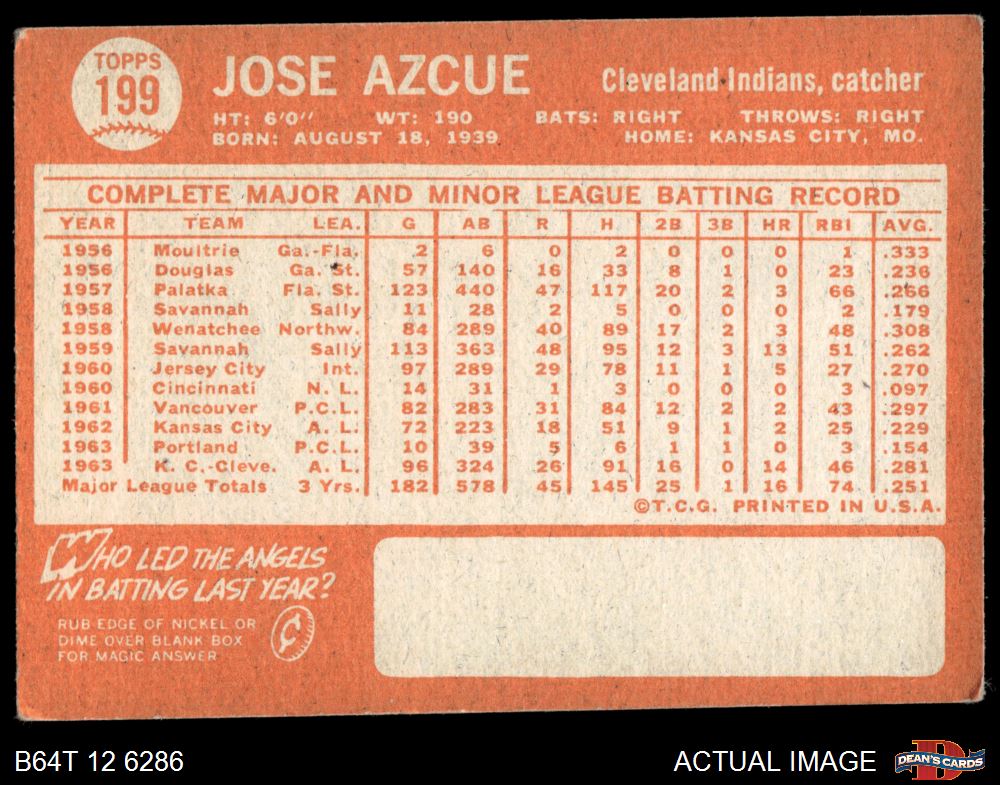 TOPPS
199
JOSE AZCUE
Cleveland Indians, catcher
HT: 6'0" WT: 190 BATS: RIGHT THROWS: RIGHT
BORN: AUGUST 18, 1939 HOME: KANSAS CITY, MO.
COMPLETE MAJOR AND MINOR LEAGUE BATTING RECORD
YEAR TEAM LEA. G AB R H 2B 3B HR RBI AVG.
1956 Moultrie Ga.-Fla. 2 6 0 2 0 0 0 1 .333
1956 Douglas Ga. St. 57 140 16 33 8 1 0 23 .236
1957 Palatka Fla. St. 123 440 47 117 20 2 3 66 .266
1958 Savannah Sally 11 28 2 5 0 0 0 2 .179
1958 Wenatchee Northw. 84 289 40 89 17 2 3 48 .308
1959 Savannah Sally 113 363 48 95 12 3 13 51 .262
1960 Jersey City Int. 97 289 29 78 11 1 5 27 .270
1960 Cincinnati N. L. 14 31 1 3 0 0 0 3 .097
1961 Vancouver P.C.L. 82 283 31 84 12 2 2 43 .297
1962 Kansas City A. L. 72 223 18 51 9 1 2 25 .229
1963 Portland P.C.L. 10 39 5 6 1 1 0 3 .154
1963 K. C.-Cleve. A. L. 96 324 26 91 16 0 14 46 .281
Major League Totals 3 Yrs. 182 578 45 145 25 1 16 74 .251
©T.C.G. PRINTED IN U.S.A.
WHO LED THE ANGELS
IN BATTING LAST YEAR?
RUB EDGE OF NICKEL OR
DIME OVER BLANK BOX
FOR MAGIC ANSWER
¢
B64T 12 6286
ACTUAL IMAGE
D
DEAN'S CARDS